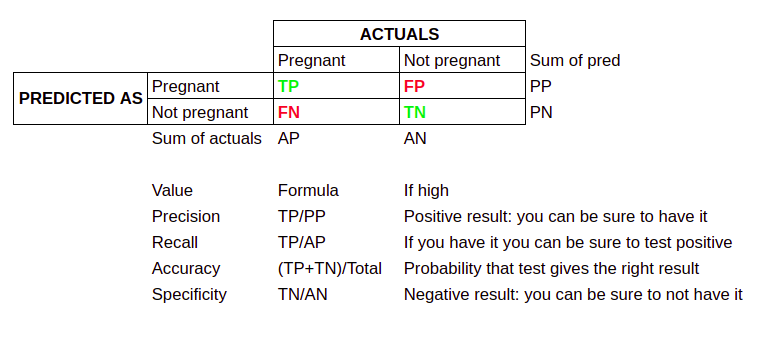 ACTUALS
Pregnant Not pregnant Sum of pred
PREDICTED AS Pregnant TP FP PP
Not pregnant FN TN PN
Sum of actuals AP AN
Value Formula If high
Precision TP/PP Positive result: you can be sure to have it
Recall TP/AP If you have it you can be sure to test positive
Accuracy (TP+TN)/Total Probability that test gives the right result
Specificity TN/AN Negative result: you can be sure to not have it